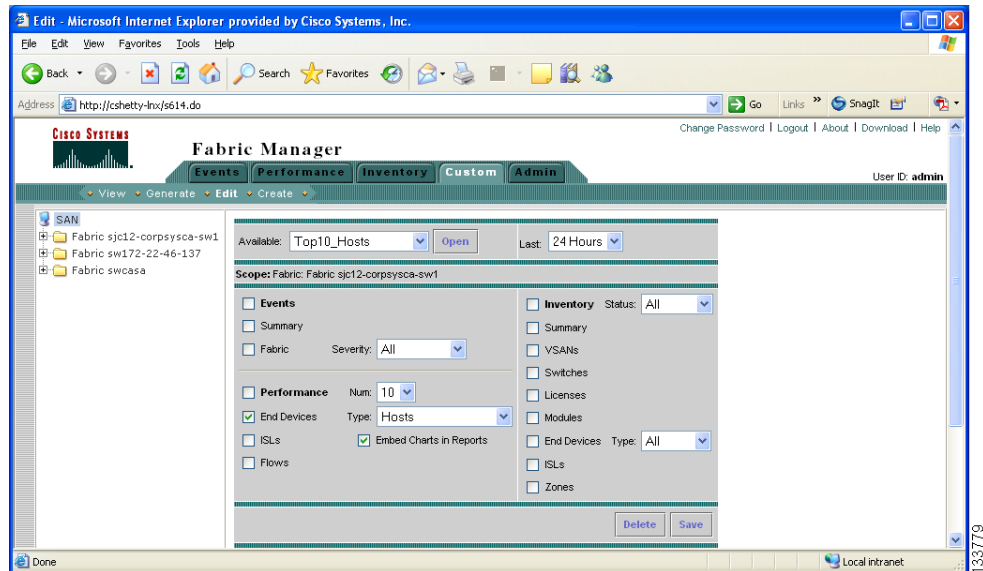 Edit - Microsoft Internet Explorer provided by Cisco Systems, Inc.
File Edit View Favorites Tools Help
Back Search Favorites
Address http://cshetty-lnx/s614.do Go Links » SnagIt
Change Password | Logout | About | Download | Help
CISCO SYSTEMS
Fabric Manager
Events Performance Inventory Custom Admin
User ID: admin
View Generate Edit Create
SAN
Fabric sjc12-corpsysca-sw1
Fabric sw172-22-46-137
Fabric swcasa
Available: Top10_Hosts Open Last: 24 Hours
Scope: Fabric: Fabric sjc12-corpsysca-sw1
Events
Summary
Fabric Severity: All
Performance Num: 10
End Devices Type: Hosts
ISLs Embed Charts in Reports
Flows
Inventory Status: All
Summary
VSANs
Switches
Licenses
Modules
End Devices Type: All
ISLs
Zones
Delete Save
Done Local intranet
133779